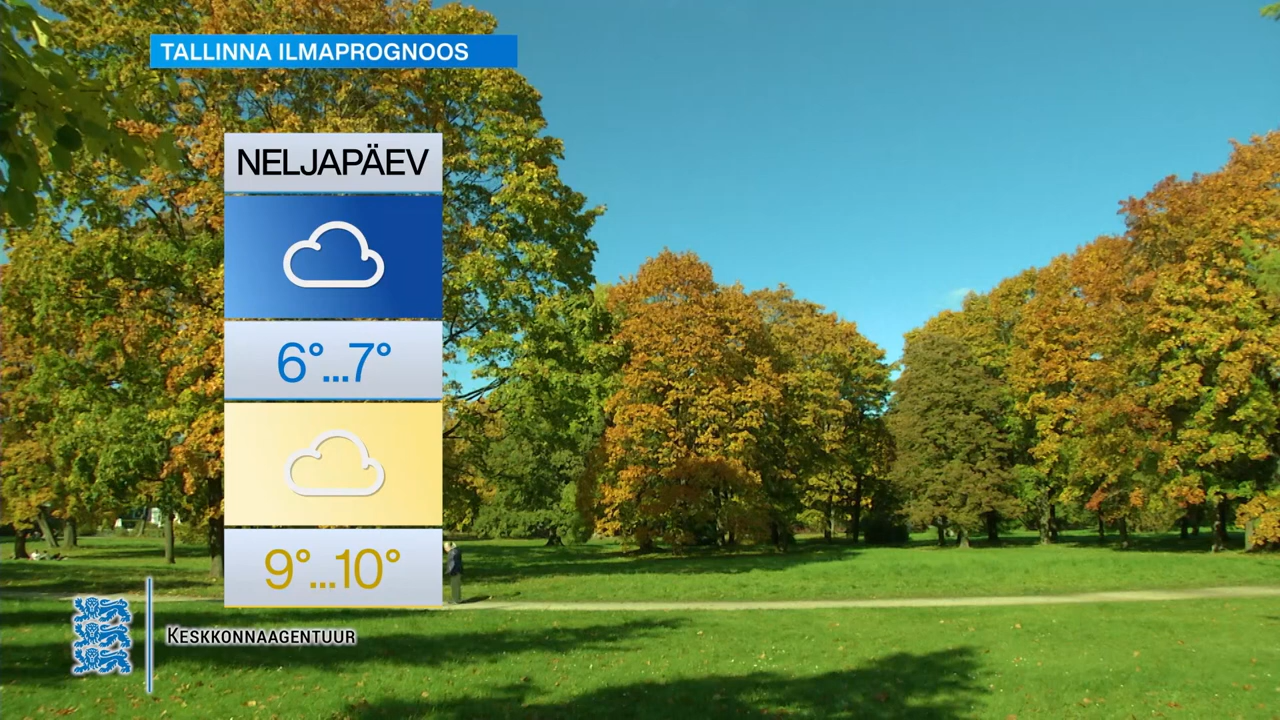 TALLINNA ILMAPROGNOOS
NELJAPÄEV
6°...7°
9°...10°
KESKKONNAAGENTUUR